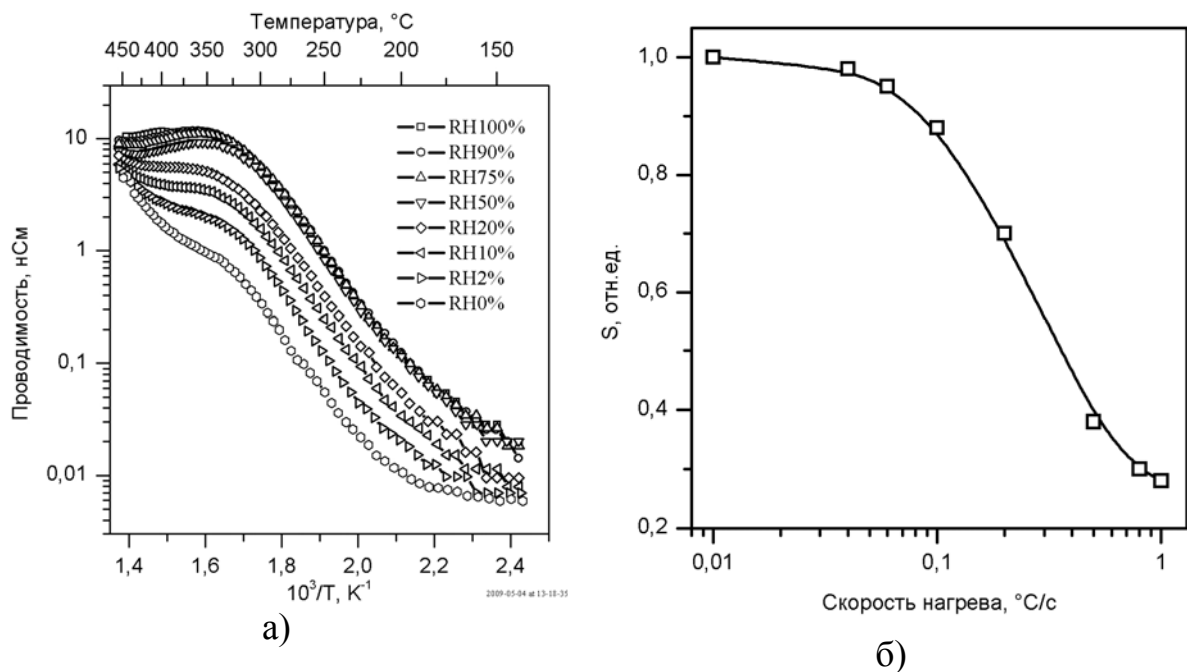 Температура, °C
450 400 350 300 250 200 150
Проводимость, нСм
10
1
0,1
0,01
RH100%
RH90%
RH75%
RH50%
RH20%
RH10%
RH2%
RH0%
1,4 1,6 1,8 2,0 2,2 2,4
10³/T, K⁻¹
2009-05-04 at 13-18-35
а)
S, отн.ед.
1,0
0,8
0,6
0,4
0,2
0,01 0,1 1
Скорость нагрева, °C/с
б)